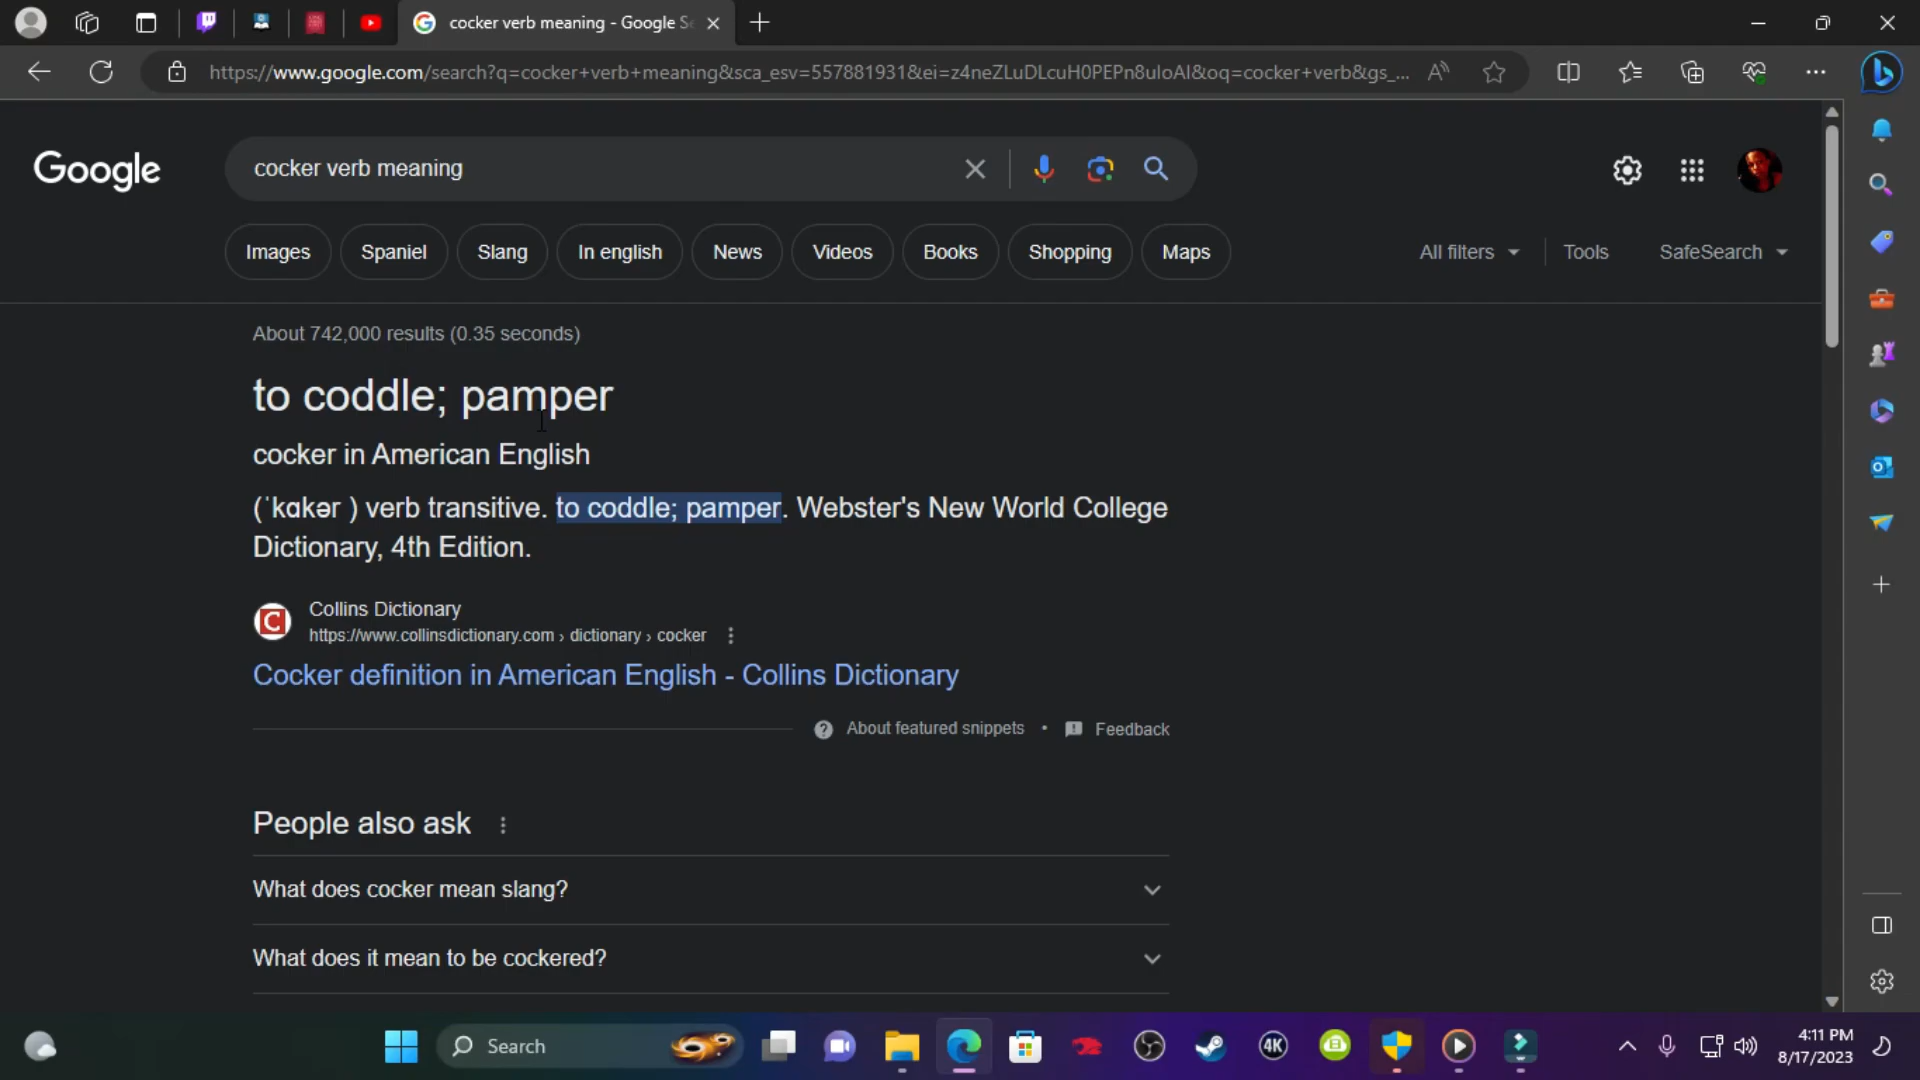 cocker verb meaning - Google Se
https://www.google.com/search?q=cocker+verb+meaning&sca_esv=557881931&ei=z4neZLuDLcuH0PEPn8uIoAI&oq=cocker+verb&gs_...
Google
cocker verb meaning
Images
Spaniel
Slang
In english
News
Videos
Books
Shopping
Maps
All filters
Tools
SafeSearch
About 742,000 results (0.35 seconds)
to coddle; pamper
cocker in American English
(ˈkɑkər ) verb transitive. to coddle; pamper. Webster's New World College
Dictionary, 4th Edition.
Collins Dictionary
https://www.collinsdictionary.com › dictionary › cocker
Cocker definition in American English - Collins Dictionary
About featured snippets • Feedback
People also ask
What does cocker mean slang?
What does it mean to be cockered?
Search
4K
4:11 PM
8/17/2023